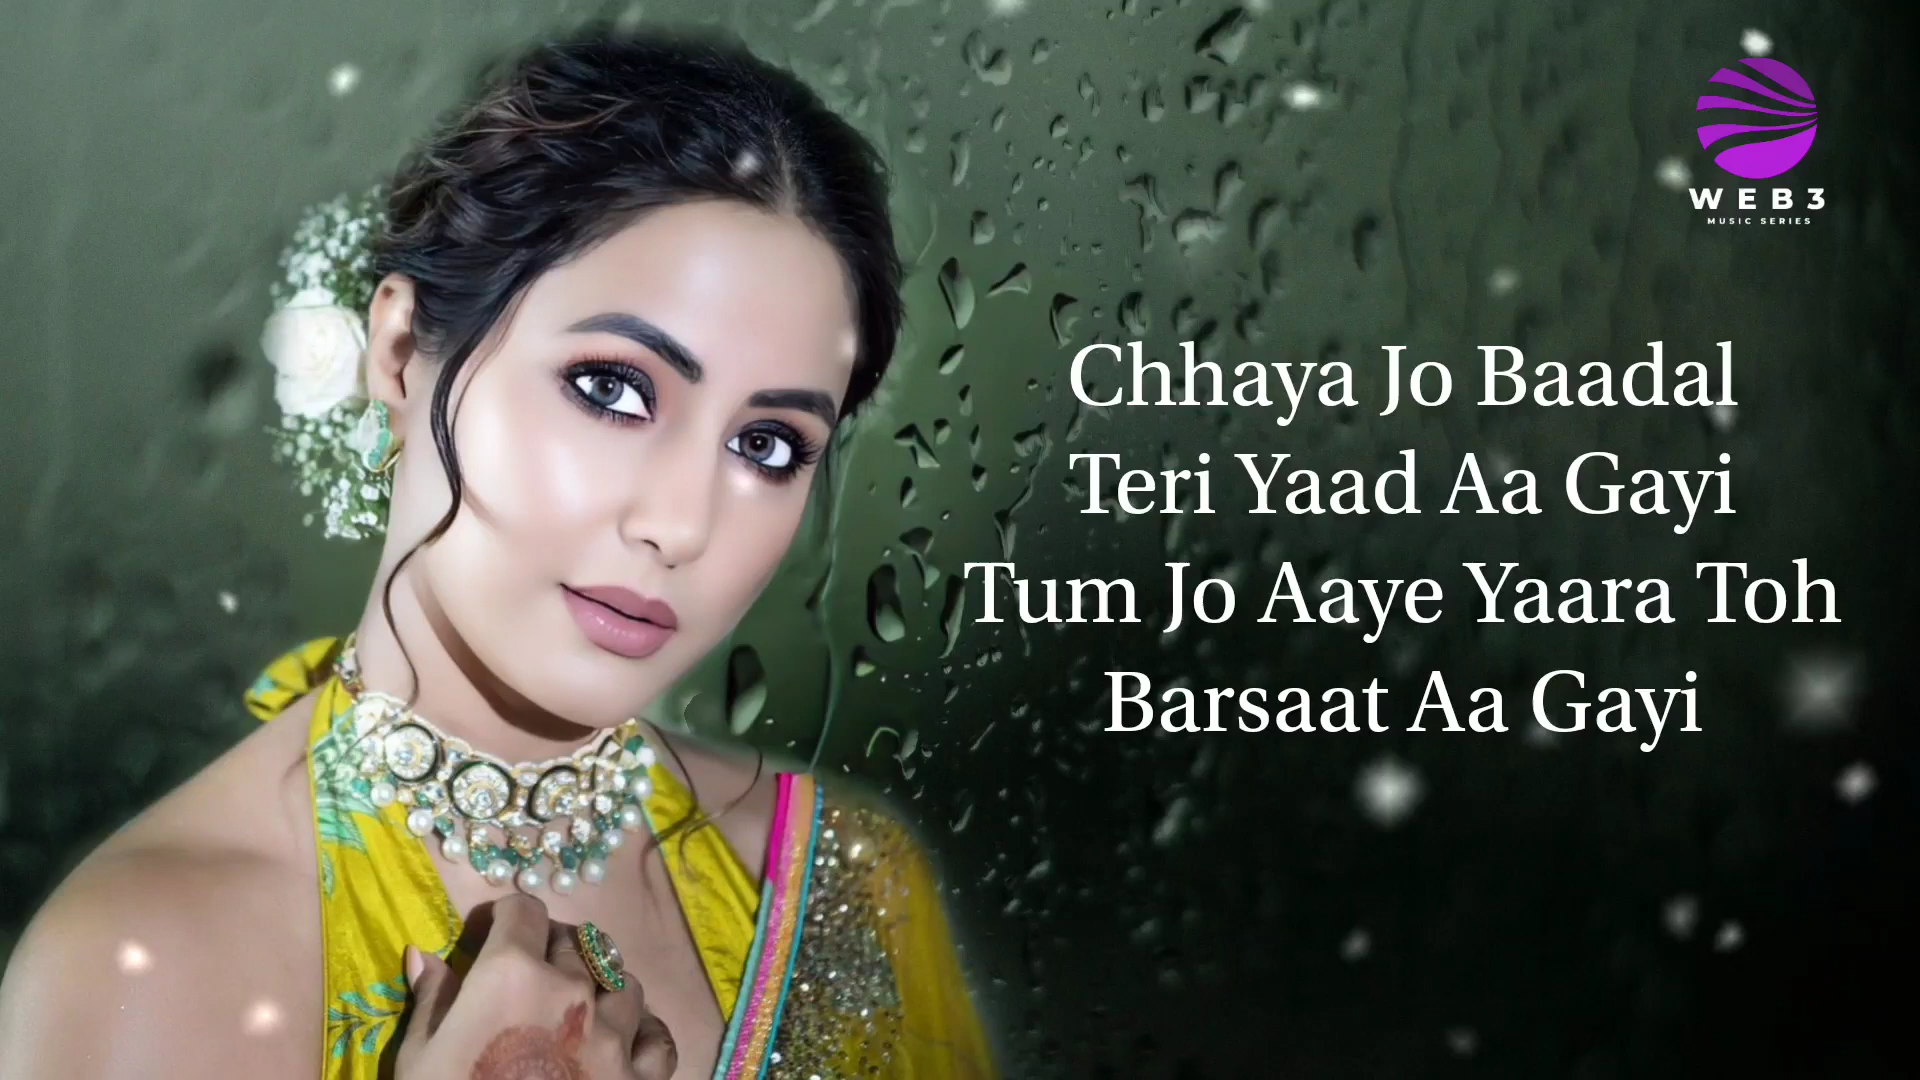 WEB3
MUSIC SERIES
Chhaya Jo Baadal
Teri Yaad Aa Gayi
Tum Jo Aaye Yaara Toh
Barsaat Aa Gayi